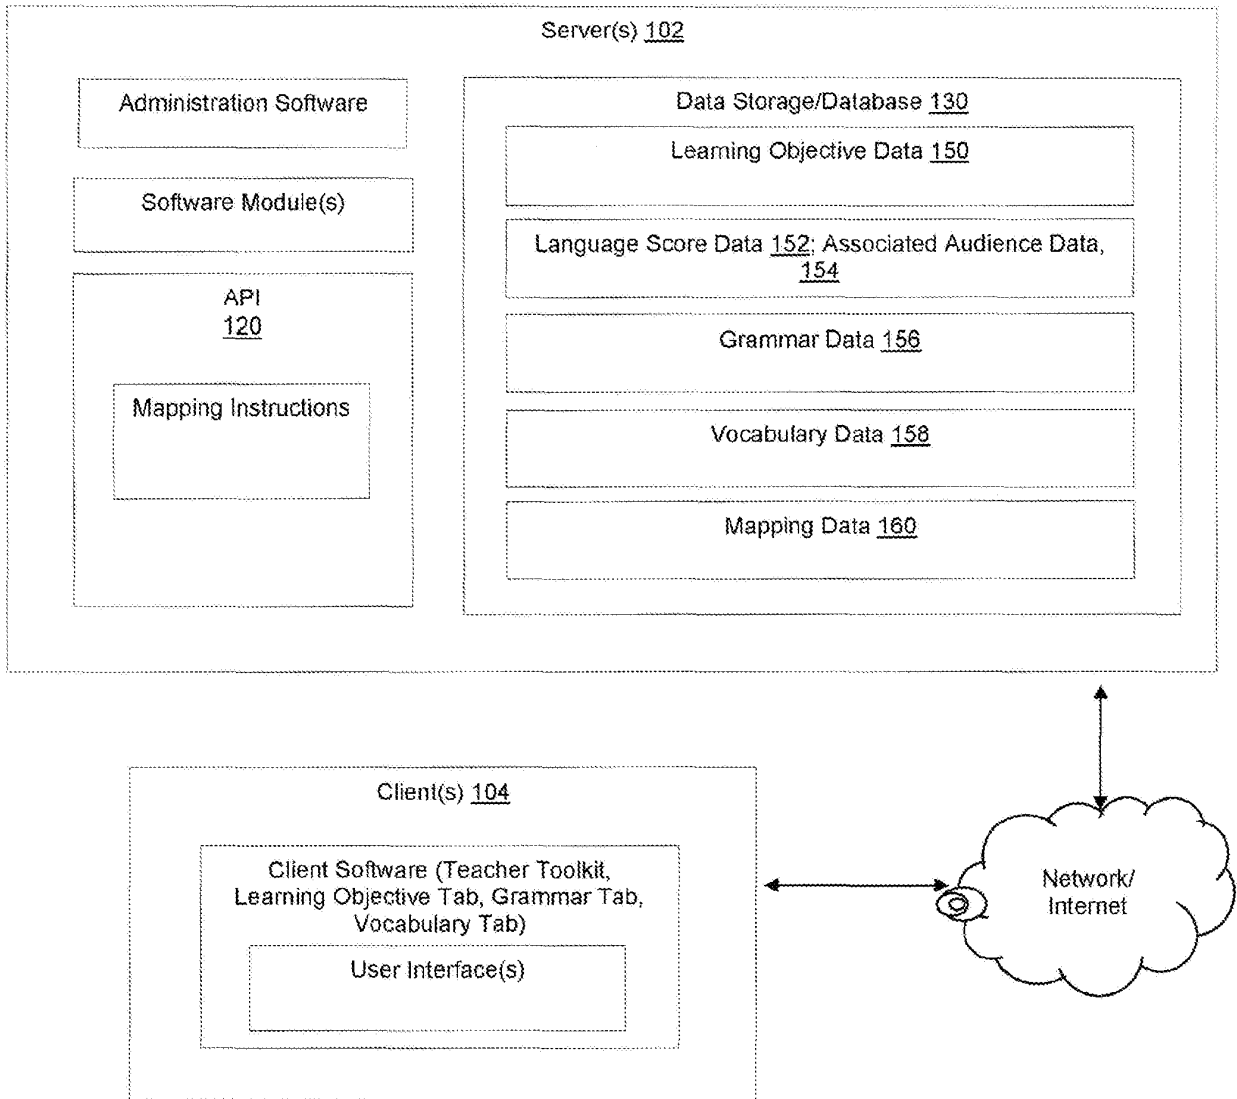 Server(s) 102
Administration Software
Software Module(s)
API
120
Mapping Instructions
Data Storage/Database 130
Learning Objective Data 150
Language Score Data 152; Associated Audience Data,
154
Grammar Data 156
Vocabulary Data 158
Mapping Data 160
Client(s) 104
Client Software (Teacher Toolkit,
Learning Objective Tab, Grammar Tab,
Vocabulary Tab)
User Interface(s)
Network/
Internet